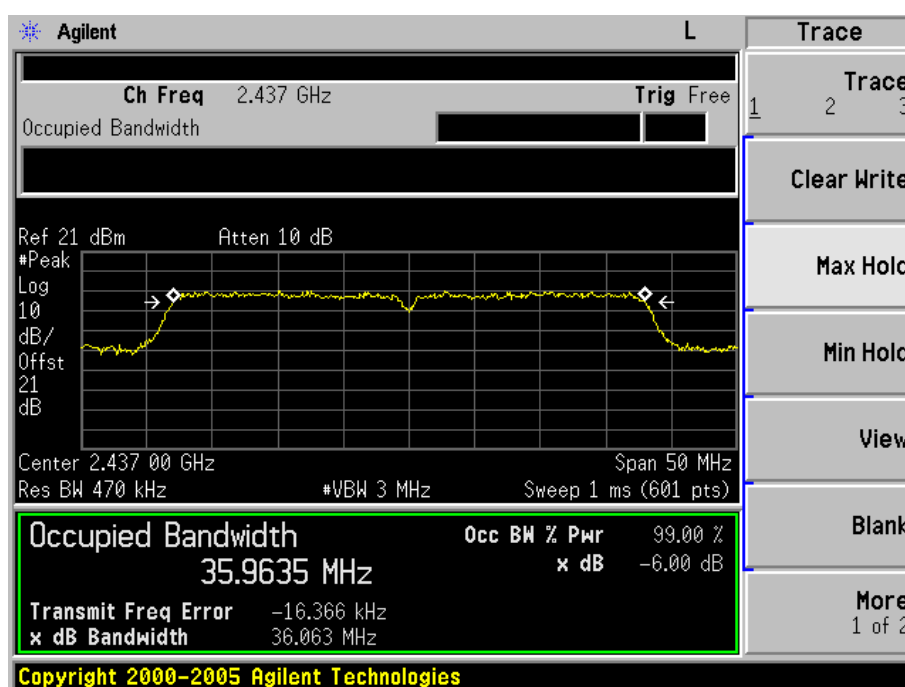 Agilent L
Trace
Ch Freq 2.437 GHz Trig Free
Occupied Bandwidth
Trace
1 2 3
Clear Write
Max Hold
Min Hold
View
Blank
More
1 of 2
Ref 21 dBm Atten 10 dB
#Peak
Log
10
dB/
Offst
21
dB
Center 2.437 00 GHz Span 50 MHz
Res BW 470 kHz #VBW 3 MHz Sweep 1 ms (601 pts)
Occupied Bandwidth
35.9635 MHz
Occ BW % Pwr 99.00 %
x dB -6.00 dB
Transmit Freq Error -16.366 kHz
x dB Bandwidth 36.063 MHz
Copyright 2000-2005 Agilent Technologies